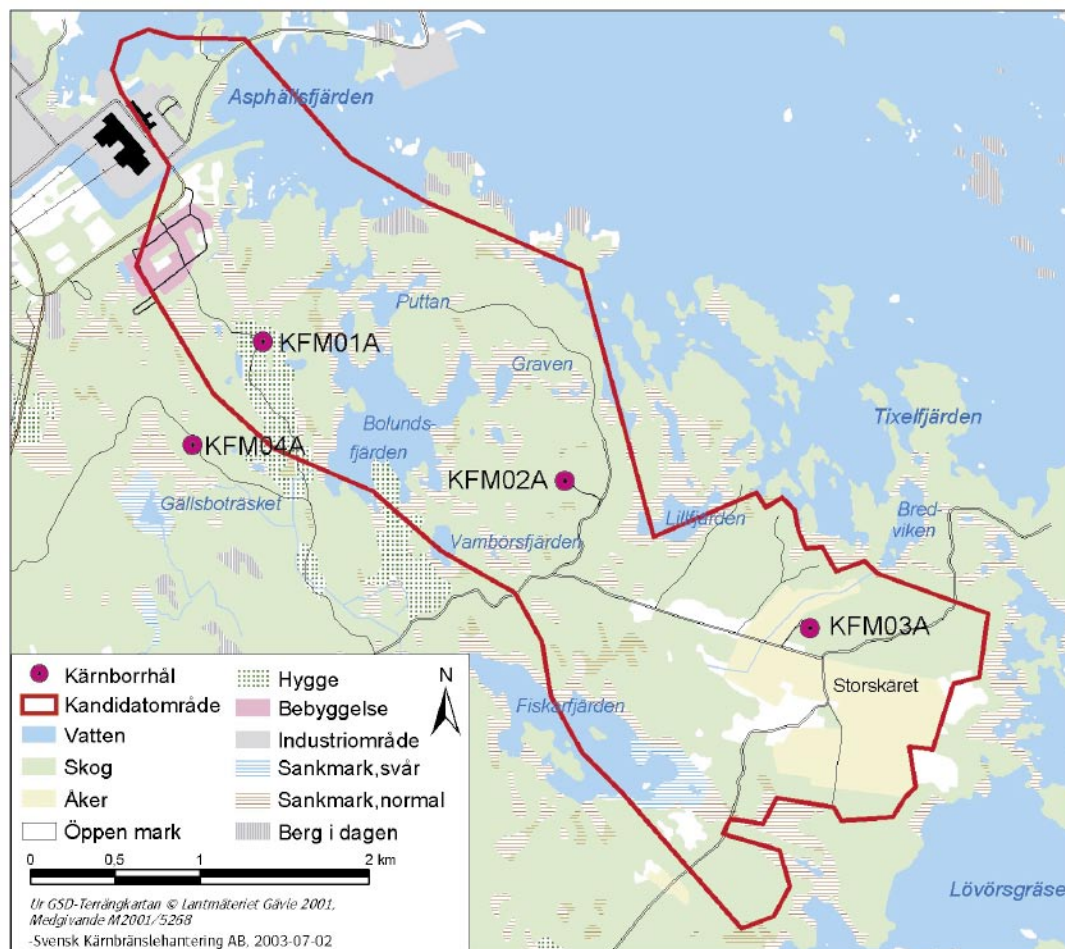 Asphällsfjärden
Puttan
KFM01A
Graven
Bolunds-
fjärden
Tixelfjärden
KFM04A
KFM02A
Gällsboträsket
Lillfjärden
Bred-
viken
Vambörsfjärden
KFM03A
Storskäret
Fiskarfjärden
Lövörsgräse
Kärnborrhål
Kandidatområde
Vatten
Skog
Åker
Öppen mark
Hygge
Bebyggelse
Industriområde
Sankmark,svår
Sankmark,normal
Berg i dagen
N
0 0,5 1 2 km
Ur GSD-Terrängkartan © Lantmäteriet Gävle 2001,
Medgivande M2001/5268
-Svensk Kärnbränslehantering AB, 2003-07-02